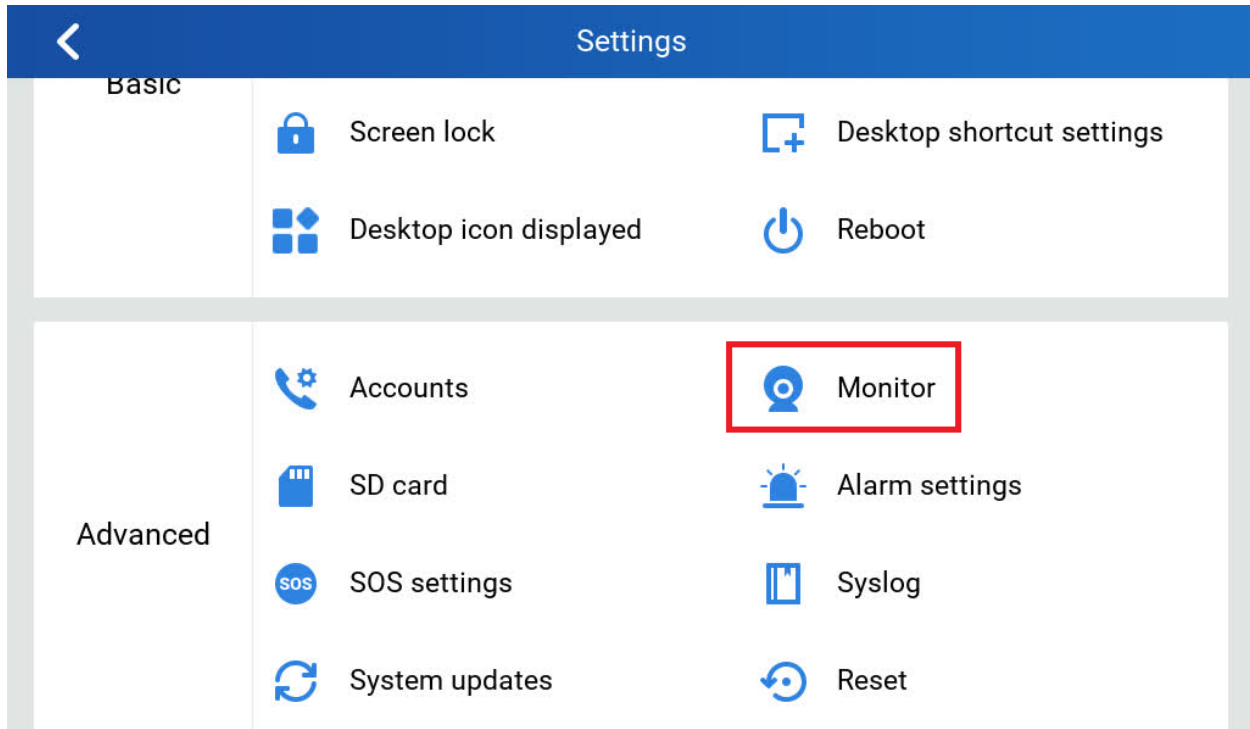 Settings
Basic
Screen lock
Desktop shortcut settings
Desktop icon displayed
Reboot
Advanced
Accounts
Monitor
SD card
Alarm settings
SOS
SOS settings
Syslog
System updates
Reset